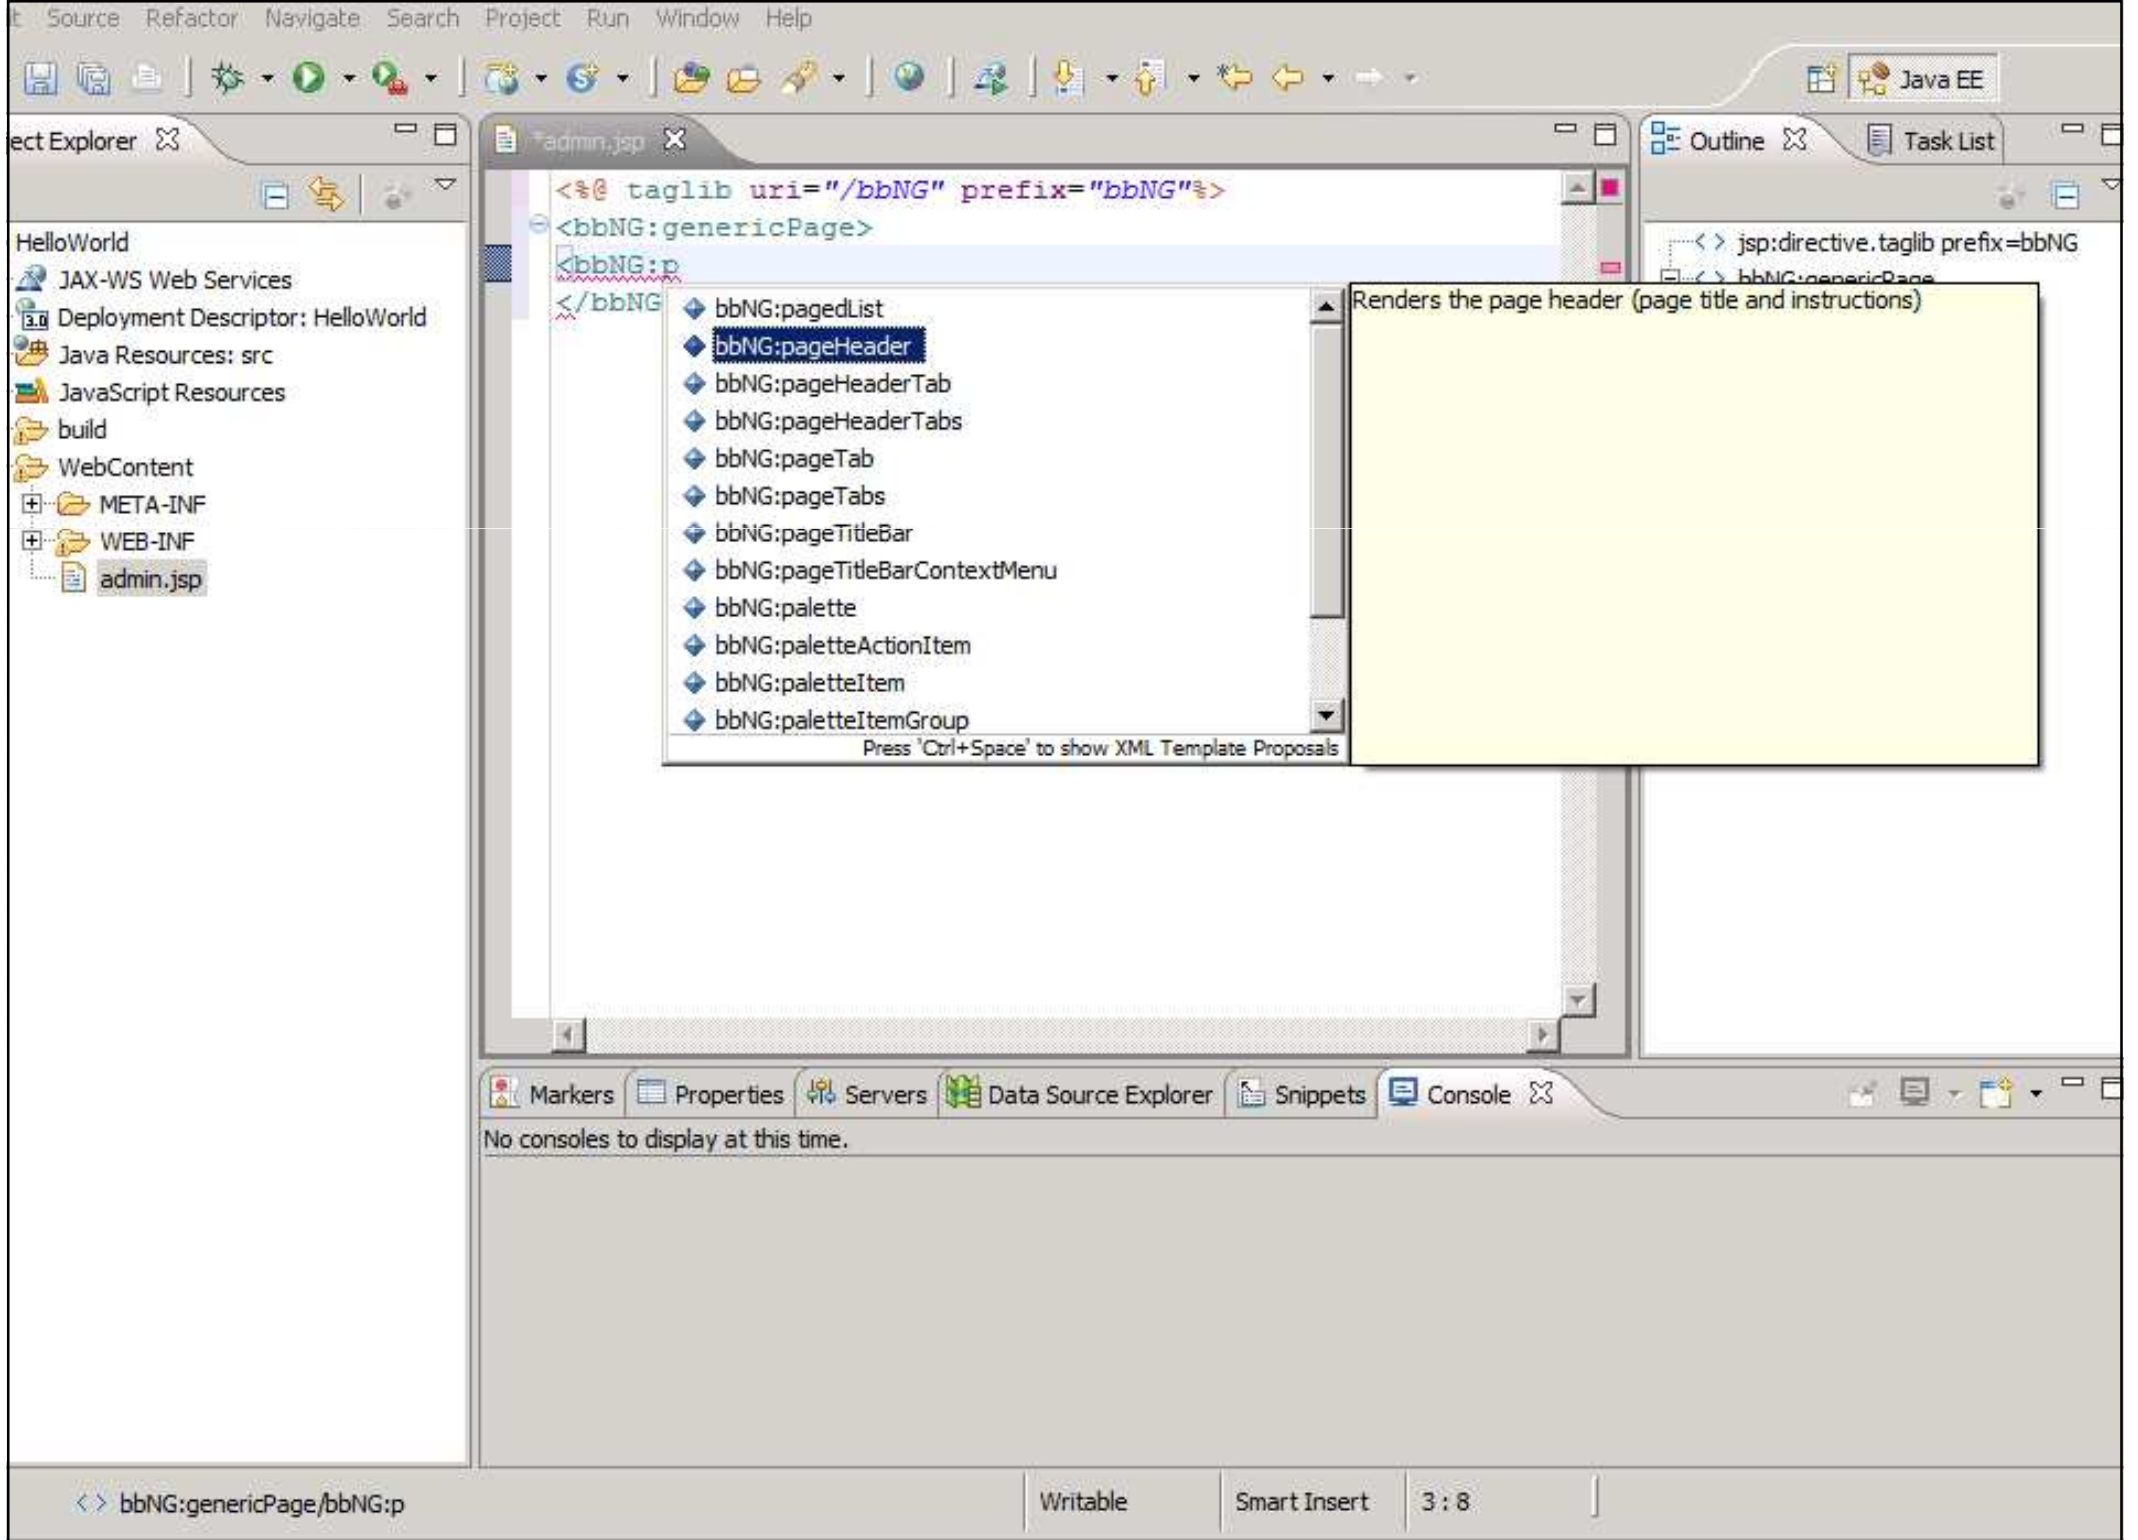 Source Refactor Navigate Search Project Run Window Help
Java EE
ect Explorer
*admin.jsp
Outline
Task List
HelloWorld
JAX-WS Web Services
3.0 Deployment Descriptor: HelloWorld
Java Resources: src
JavaScript Resources
build
WebContent
META-INF
WEB-INF
admin.jsp
<%@ taglib uri="/bbNG" prefix="bbNG"%>
<bbNG:genericPage>
<bbNG:p
</bbNG
bbNG:pagedList
bbNG:pageHeader
bbNG:pageHeaderTab
bbNG:pageHeaderTabs
bbNG:pageTab
bbNG:pageTabs
bbNG:pageTitleBar
bbNG:pageTitleBarContextMenu
bbNG:palette
bbNG:paletteActionItem
bbNG:paletteItem
bbNG:paletteItemGroup
Press 'Ctrl+Space' to show XML Template Proposals
Renders the page header (page title and instructions)
jsp:directive.taglib prefix=bbNG
bbNG:genericPage
Markers Properties Servers Data Source Explorer Snippets Console
No consoles to display at this time.
<> bbNG:genericPage/bbNG:p
Writable
Smart Insert
3 : 8